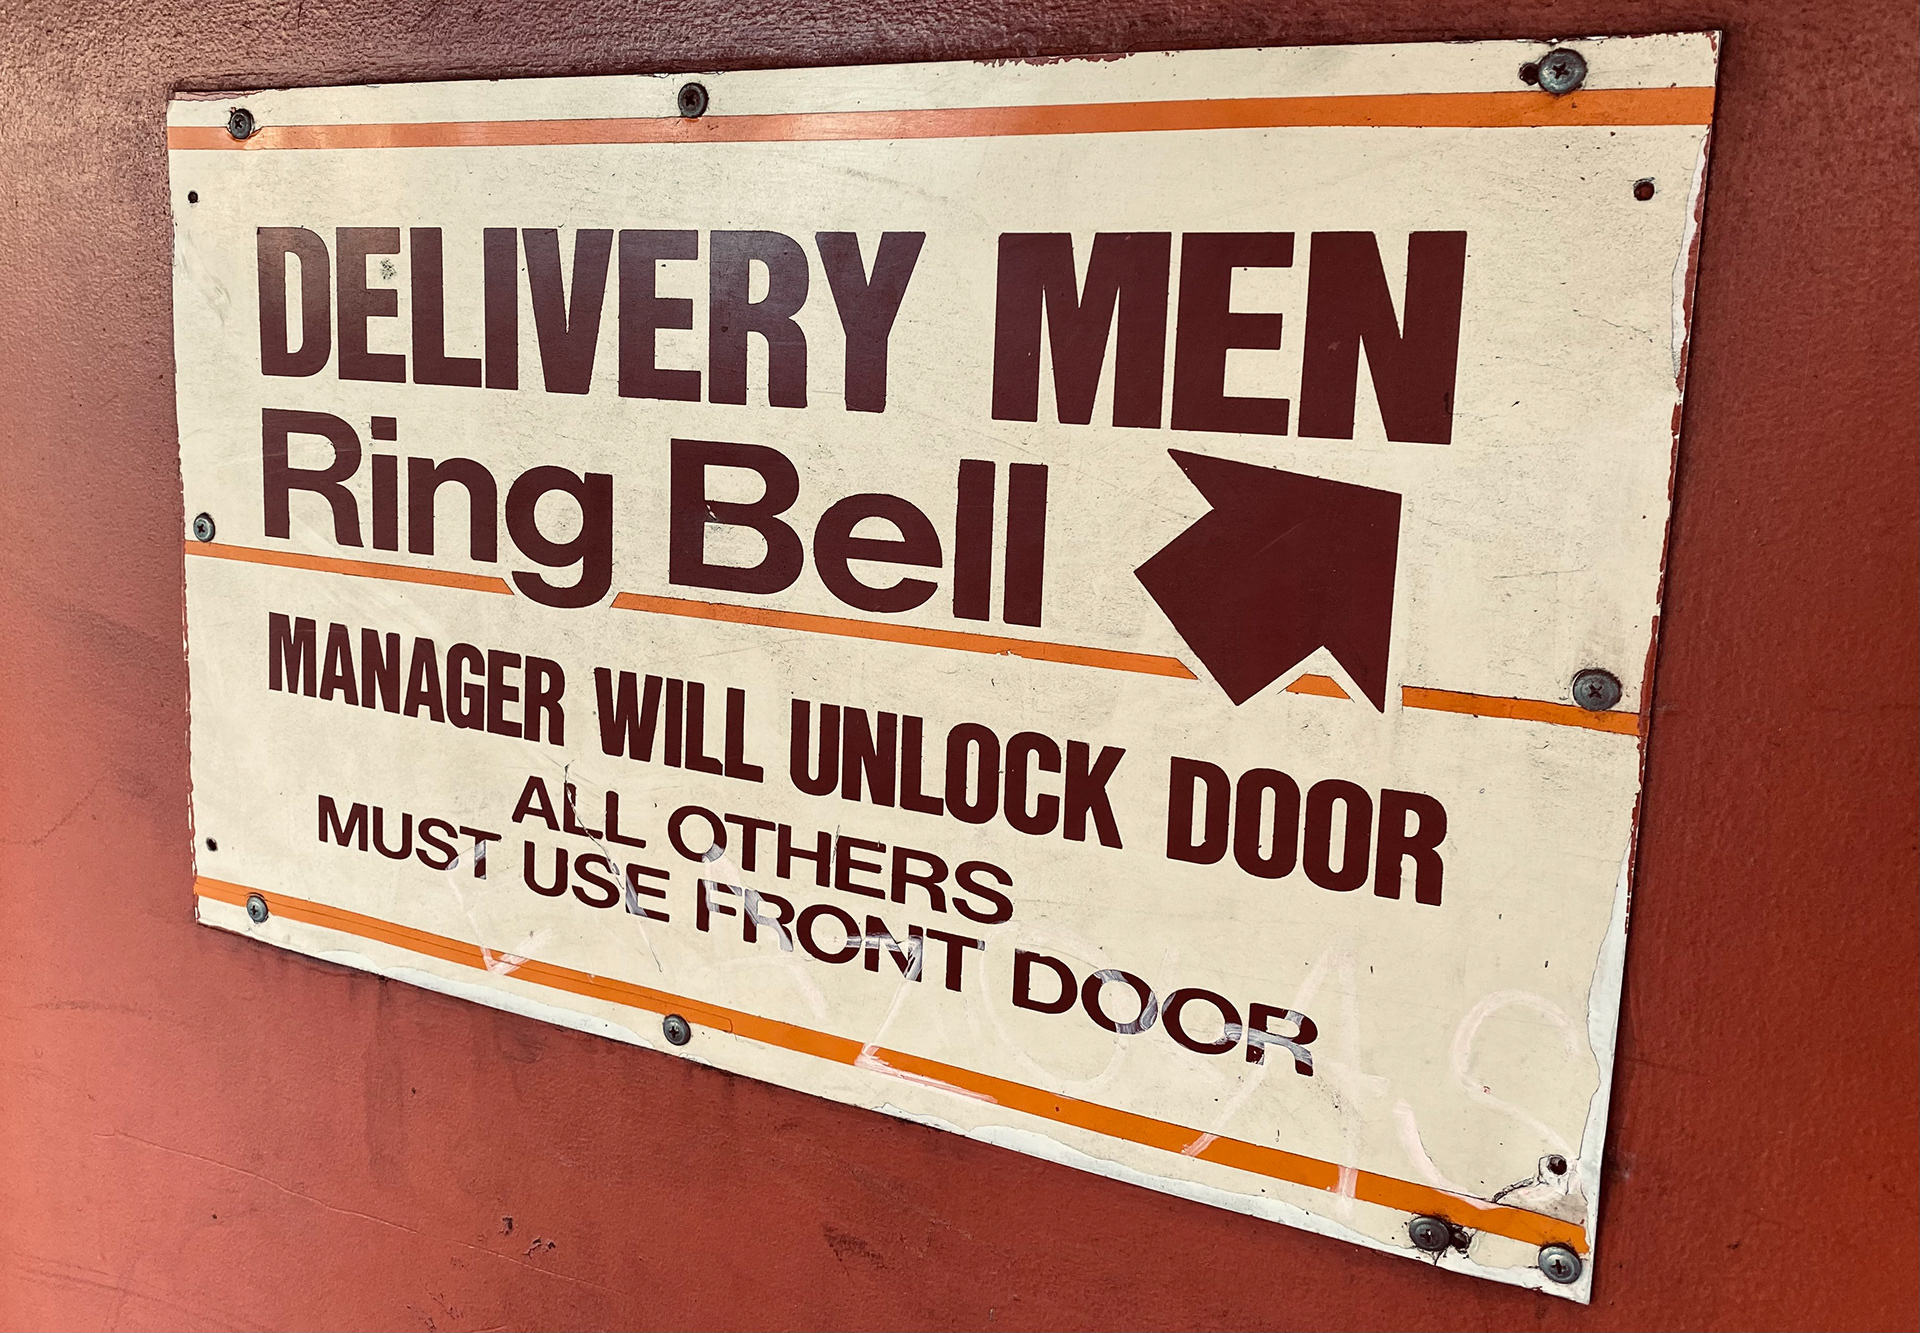 DELIVERY MEN
Ring Bell
MANAGER WILL UNLOCK DOOR
ALL OTHERS
MUST USE FRONT DOOR